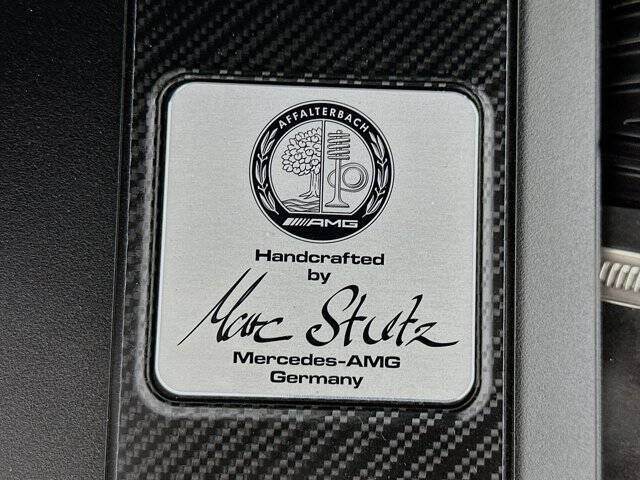 AFFALTERBACH
AMG
Handcrafted
by
Marc Stutz
Mercedes-AMG
Germany